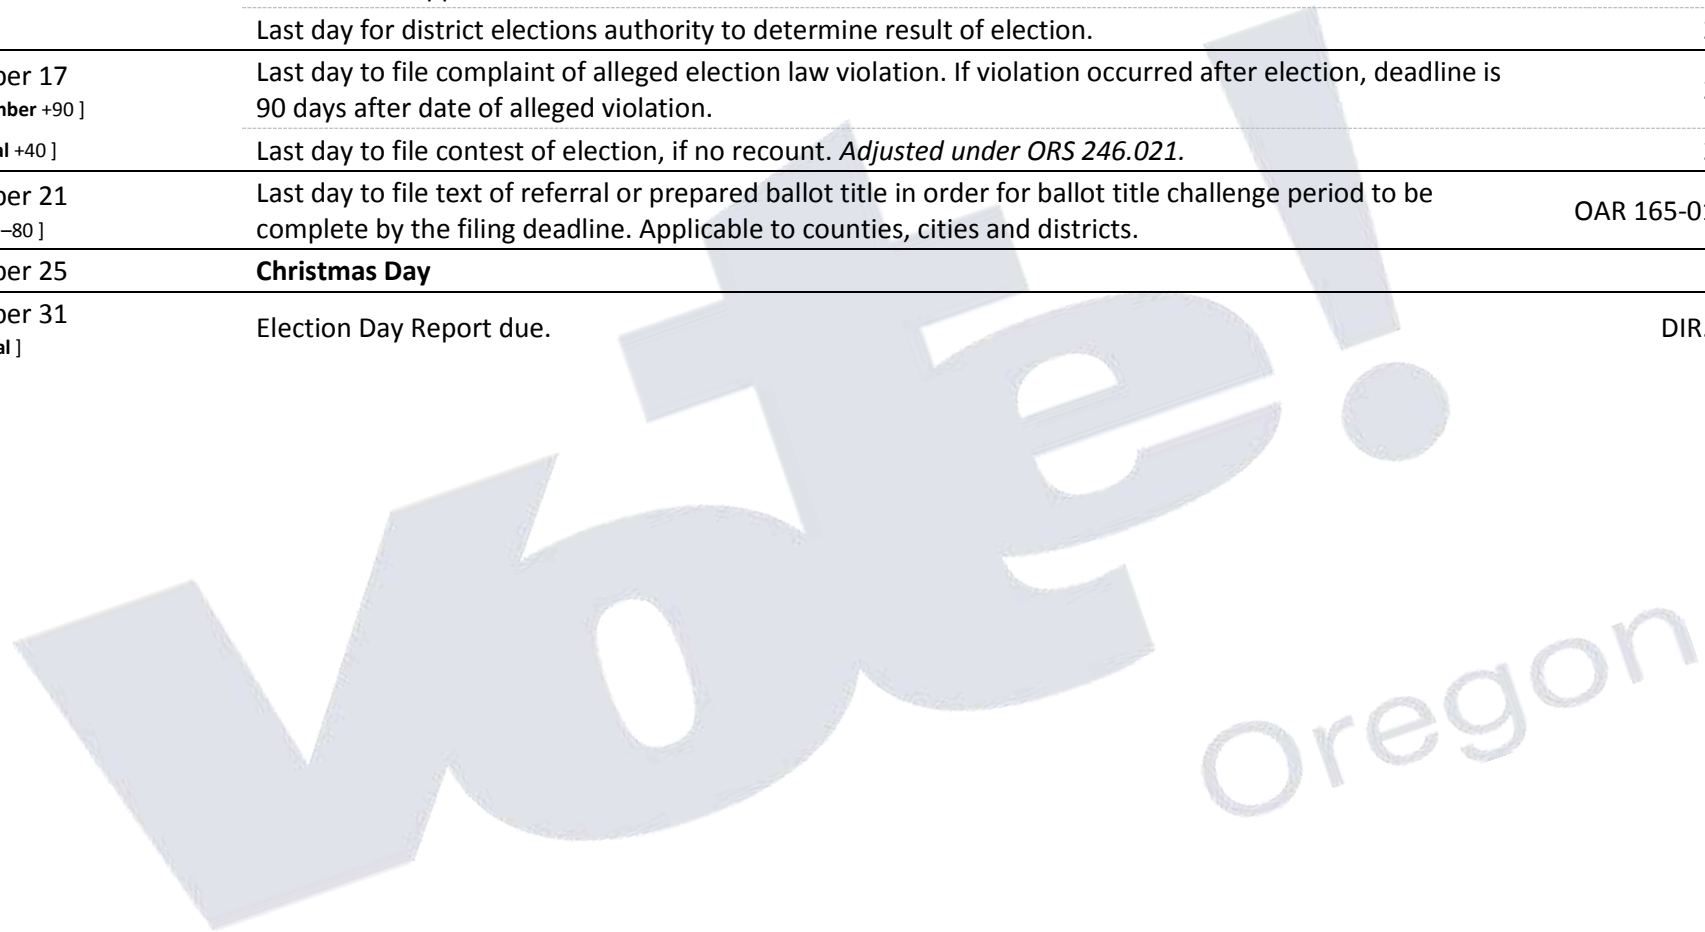 Last day for district elections authority to determine result of election.
ber 17
Last day to file complaint of alleged election law violation. If violation occurred after election, deadline is
90 days after date of alleged violation.
mber +90 ]
al +40 ]
Last day to file contest of election, if no recount. Adjusted under ORS 246.021.
ber 21
Last day to file text of referral or prepared ballot title in order for ballot title challenge period to be
complete by the filing deadline. Applicable to counties, cities and districts.
–80 ]
OAR 165-01
ber 25
Christmas Day
ber 31
al ]
Election Day Report due.
DIR.
vote!
Oregon